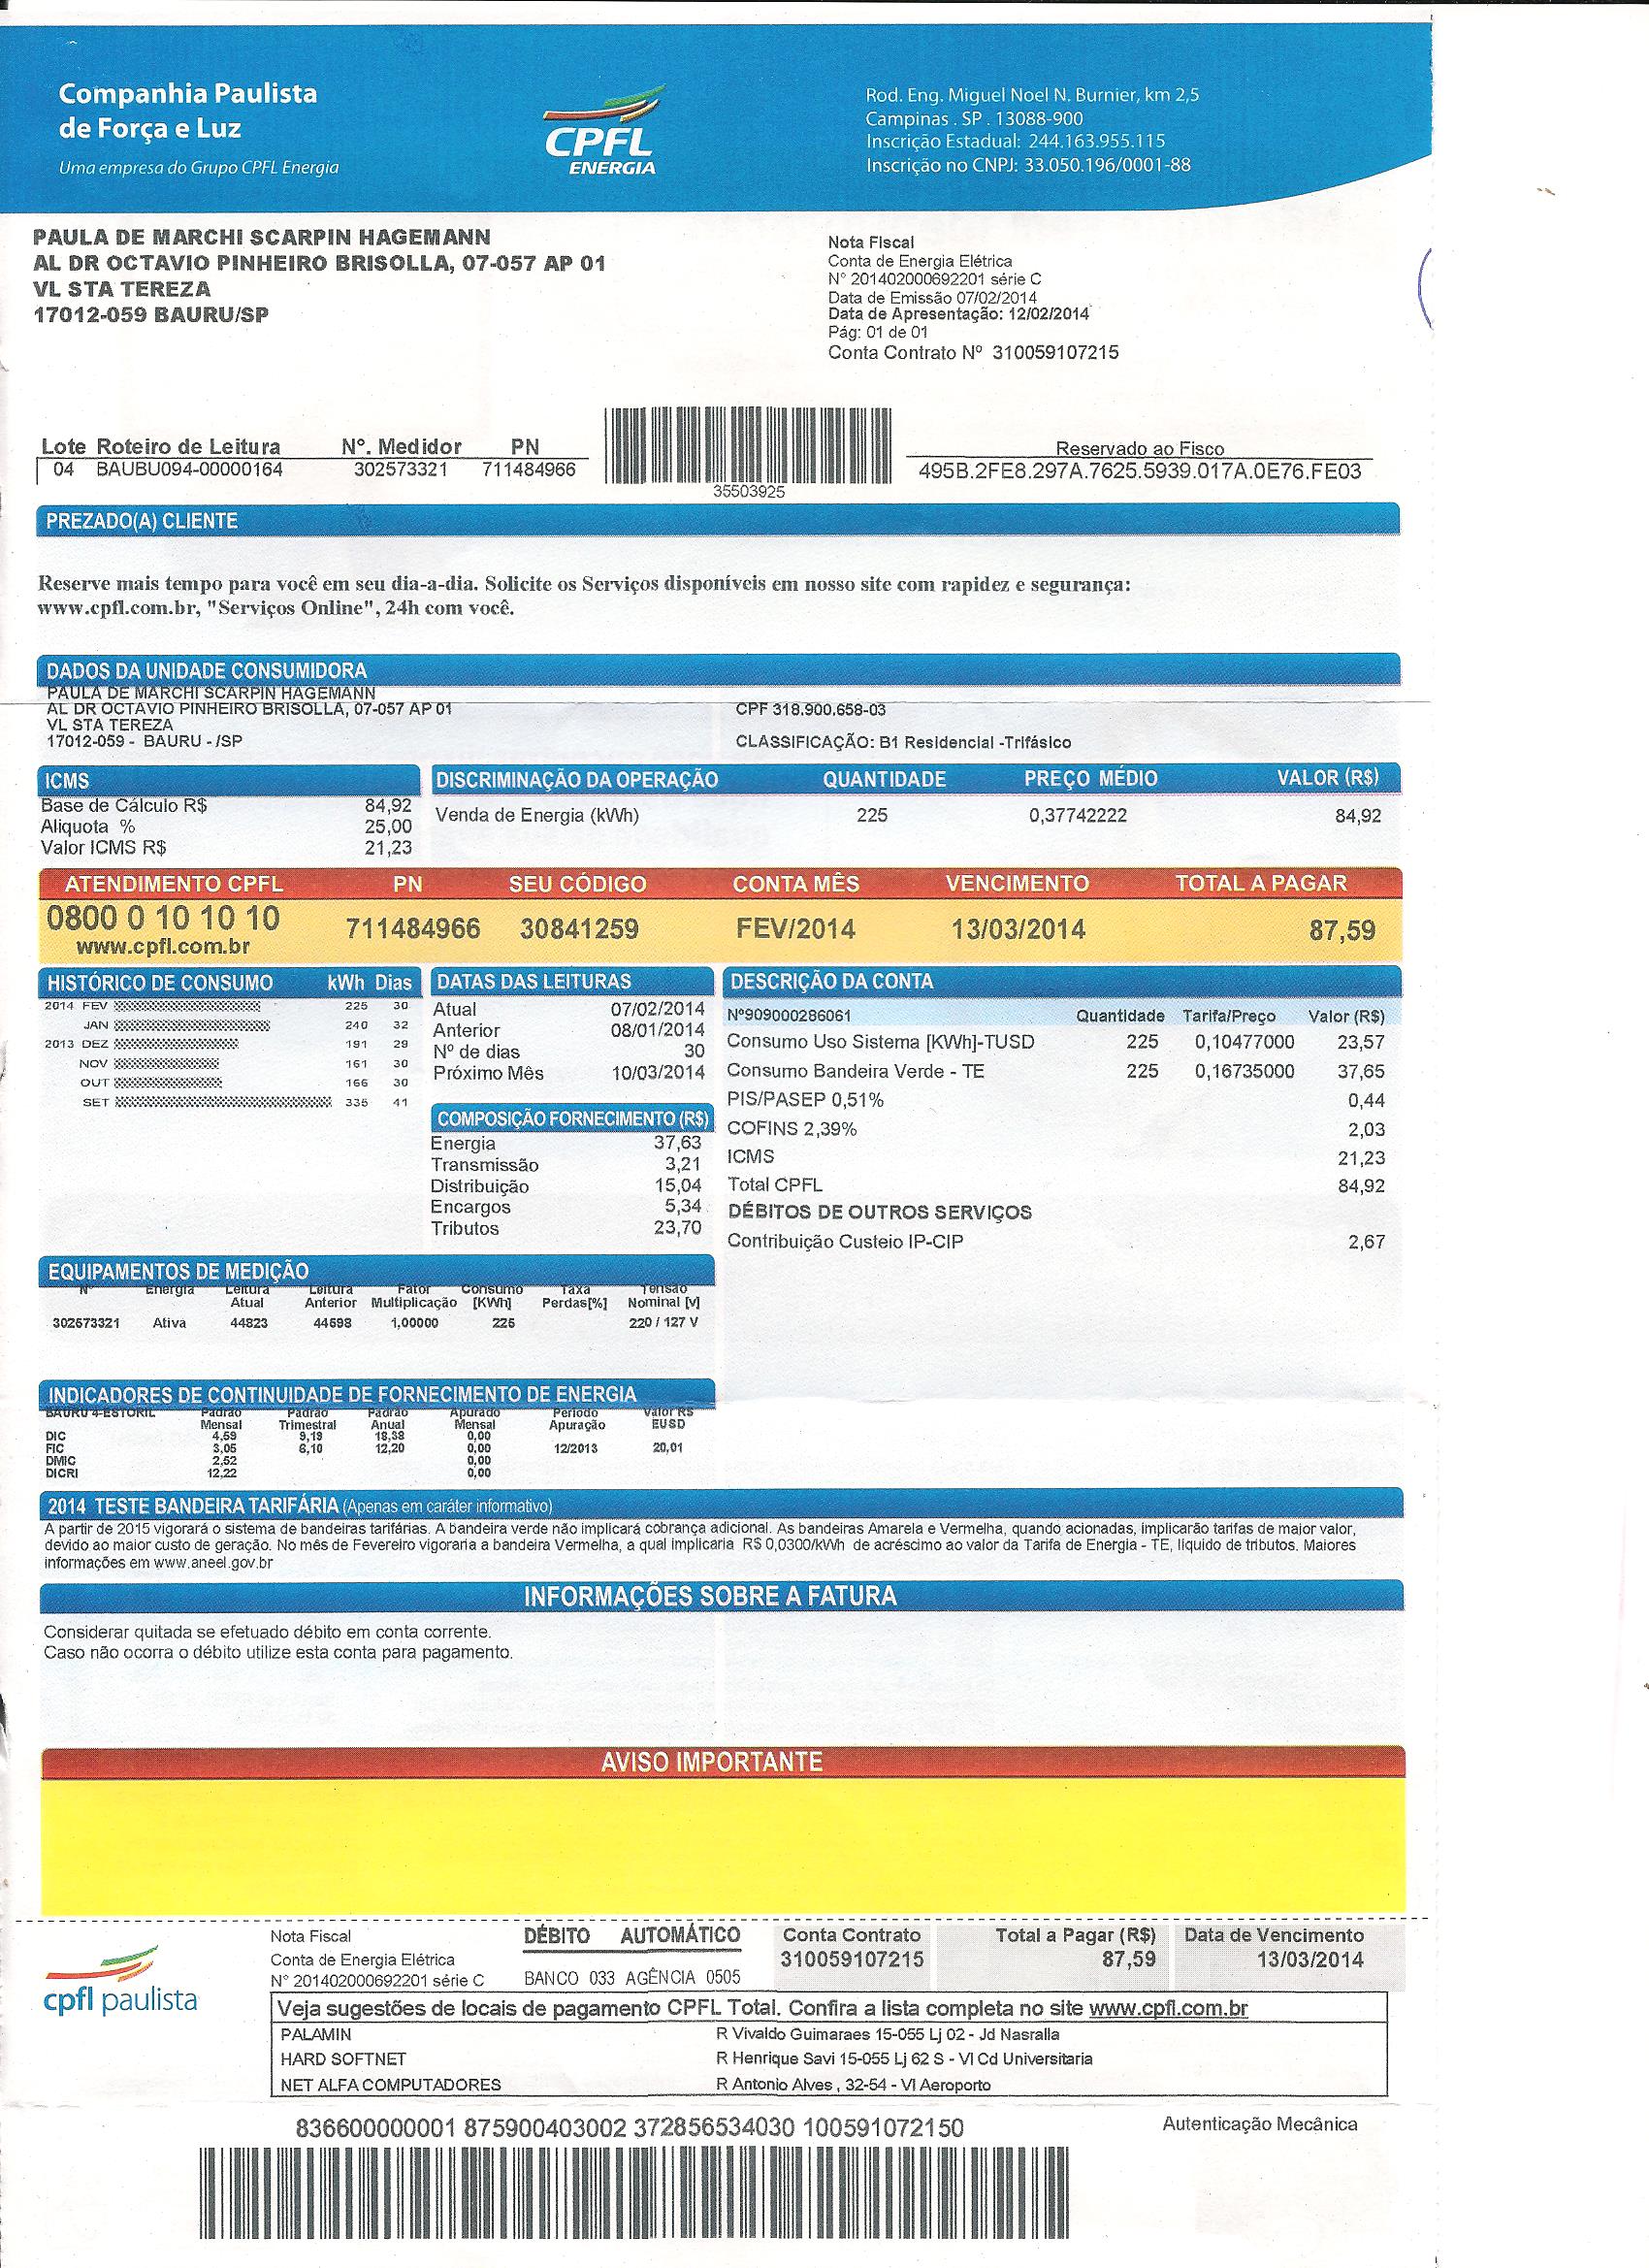 Companhia Paulista
de Força e Luz
Uma empresa do Grupo CPFL Energia
CPFL
ENERGIA
Rod. Eng. Miguel Noel N. Burnier, km 2,5
Campinas . SP . 13088-900
Inscrição Estadual: 244.163.955.115
Inscrição no CNPJ: 33.050.196/0001-88
PAULA DE MARCHI SCARPIN HAGEMANN
AL DR OCTAVIO PINHEIRO BRISOLLA, 07-057 AP 01
VL STA TEREZA
17012-059 BAURU/SP
Nota Fiscal
Conta de Energia Elétrica
N° 201402000692201 série C
Data de Emissão 07/02/2014
Data de Apresentação: 12/02/2014
Pág: 01 de 01
Conta Contrato Nº 310059107215
Lote Roteiro de Leitura Nº. Medidor PN
04 BAUBU094-00000164 302573321 711484966
35503925
Reservado ao Fisco
495B.2FE8.297A.7625.5939.017A.0E76.FE03
PREZADO(A) CLIENTE
Reserve mais tempo para você em seu dia-a-dia. Solicite os Serviços disponíveis em nosso site com rapidez e segurança:
www.cpfl.com.br, "Serviços Online", 24h com você.
DADOS DA UNIDADE CONSUMIDORA
PAULA DE MARCHI SCARPIN HAGEMANN
AL DR OCTAVIO PINHEIRO BRISOLLA, 07-057 AP 01
VL STA TEREZA
17012-059 - BAURU - /SP
CPF 318.900.658-03
CLASSIFICAÇÃO: B1 Residencial -Trifásico
ICMS
Base de Cálculo R$ 84,92
Aliquota % 25,00
Valor ICMS R$ 21,23
DISCRIMINAÇÃO DA OPERAÇÃO QUANTIDADE PREÇO MÉDIO VALOR (R$)
Venda de Energia (kWh) 225 0,37742222 84,92
ATENDIMENTO CPFL PN SEU CÓDIGO CONTA MÊS VENCIMENTO TOTAL A PAGAR
0800 0 10 10 10 711484966 30841259 FEV/2014 13/03/2014 87,59
www.cpfl.com.br
HISTÓRICO DE CONSUMO kWh Dias
2014 FEV 225 30
JAN 240 32
2013 DEZ 191 29
NOV 161 30
OUT 166 30
SET 335 41
DATAS DAS LEITURAS
Atual 07/02/2014
Anterior 08/01/2014
Nº de dias 30
Próximo Mês 10/03/2014
COMPOSIÇÃO FORNECIMENTO (R$)
Energia 37,63
Transmissão 3,21
Distribuição 15,04
Encargos 5,34
Tributos 23,70
DESCRIÇÃO DA CONTA
Nº909000286061 Quantidade Tarifa/Preço Valor (R$)
Consumo Uso Sistema [KWh]-TUSD 225 0,10477000 23,57
Consumo Bandeira Verde - TE 225 0,16735000 37,65
PIS/PASEP 0,51% 0,44
COFINS 2,39% 2,03
ICMS 21,23
Total CPFL 84,92
DÉBITOS DE OUTROS SERVIÇOS
Contribuição Custeio IP-CIP 2,67
EQUIPAMENTOS DE MEDIÇÃO
N° Energia Leitura Leitura Fator Consumo Taxa Tensão
Atual Anterior Multiplicação [KWh] Perdas[%] Nominal [v]
302573321 Ativa 44823 44598 1,00000 225 220 / 127 V
INDICADORES DE CONTINUIDADE DE FORNECIMENTO DE ENERGIA
BAURU 4-ESTORIL Padrão Padrão Padrão Apurado Período Valor R$
Mensal Trimestral Anual Mensal Apuração EUSD
DIC 4,59 9,19 18,38 0,00
FIC 3,05 6,10 12,20 0,00 12/2013 20,01
DMIC 2,52 0,00
DICRI 12,22 0,00
2014 TESTE BANDEIRA TARIFÁRIA (Apenas em caráter informativo)
A partir de 2015 vigorará o sistema de bandeiras tarifárias. A bandeira verde não implicará cobrança adicional. As bandeiras Amarela e Vermelha, quando acionadas, implicarão tarifas de maior valor,
devido ao maior custo de geração. No mês de Fevereiro vigoraria a bandeira Vermelha, a qual implicaria R$ 0,0300/kWh de acréscimo ao valor da Tarifa de Energia - TE, líquido de tributos. Maiores
informações em www.aneel.gov.br
INFORMAÇÕES SOBRE A FATURA
Considerar quitada se efetuado débito em conta corrente.
Caso não ocorra o débito utilize esta conta para pagamento.
AVISO IMPORTANTE
cpfl paulista
Nota Fiscal
Conta de Energia Elétrica
N° 201402000692201 série C
DÉBITO AUTOMÁTICO
BANCO 033 AGÊNCIA 0505
Conta Contrato Total a Pagar (R$) Data de Vencimento
310059107215 87,59 13/03/2014
Veja sugestões de locais de pagamento CPFL Total. Confira a lista completa no site www.cpfl.com.br
PALAMIN R Vivaldo Guimaraes 15-055 Lj 02 - Jd Nasralla
HARD SOFTNET R Henrique Savi 15-055 Lj 62 S - Vl Cd Universitaria
NET ALFA COMPUTADORES R Antonio Alves , 32-54 - Vl Aeroporto
836600000001 875900403002 372856534030 100591072150
Autenticação Mecânica